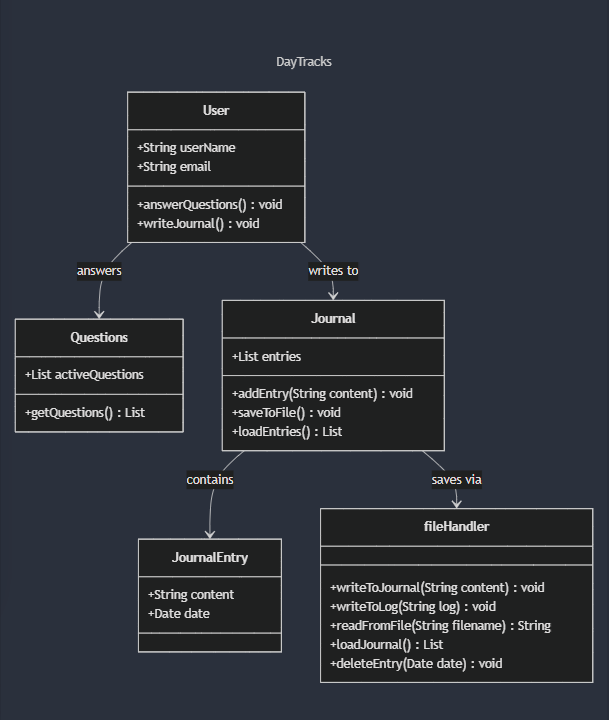 DayTracks
User
+String userName
+String email
+answerQuestions() : void
+writeJournal() : void
answers
writes to
Questions
+List activeQuestions
+getQuestions() : List
Journal
+List entries
+addEntry(String content) : void
+saveToFile() : void
+loadEntries() : List
contains
saves via
JournalEntry
+String content
+Date date
fileHandler
+writeToJournal(String content) : void
+writeToLog(String log) : void
+readFromFile(String filename) : String
+loadJournal() : List
+deleteEntry(Date date) : void